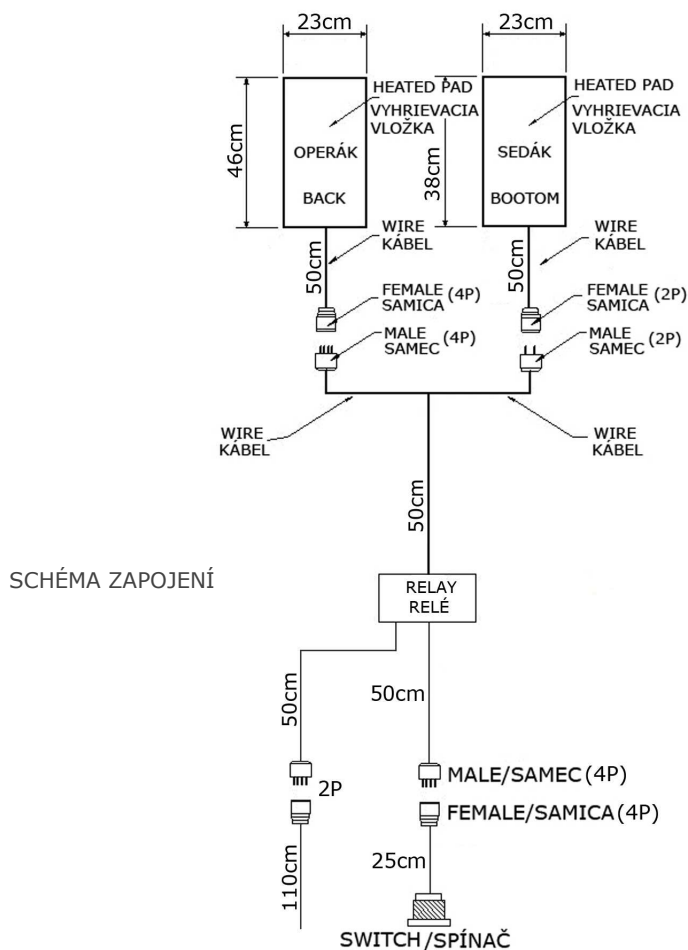 23cm
23cm
46cm
HEATED PAD
VYHRIEVACIA
VLOŽKA
OPERÁK
BACK
38cm
HEATED PAD
VYHRIEVACIA
VLOŽKA
SEDÁK
BOOTOM
50cm
WIRE
KÁBEL
50cm
WIRE
KÁBEL
FEMALE (4P)
SAMICA
FEMALE (2P)
SAMICA
MALE (4P)
SAMEC
MALE (2P)
SAMEC
WIRE
KÁBEL
WIRE
KÁBEL
50cm
SCHÉMA ZAPOJENÍ
RELAY
RELÉ
50cm
50cm
2P
MALE/SAMEC (4P)
FEMALE/SAMICA (4P)
110cm
25cm
SWITCH/SPÍNAČ